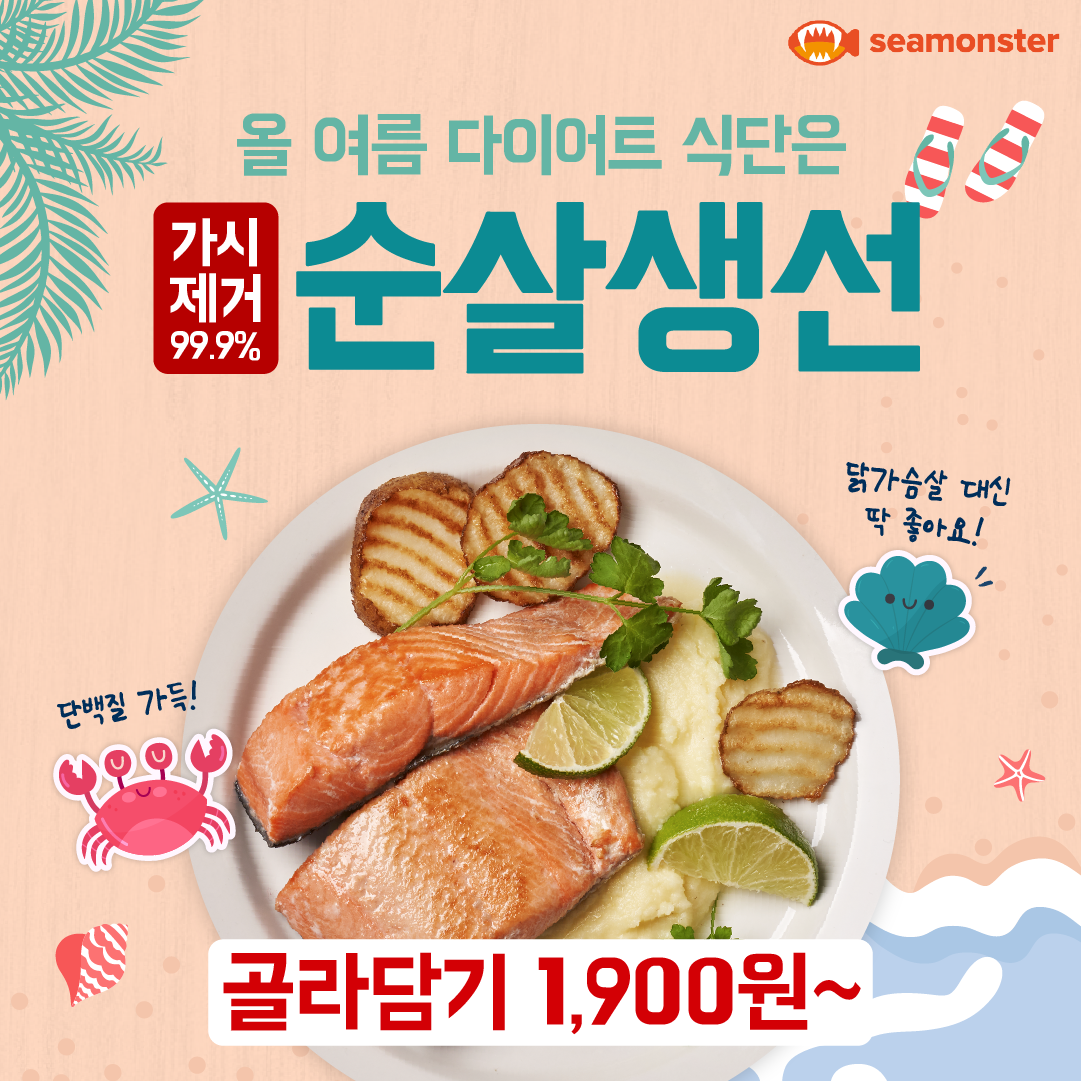 seamonster
올 여름 다이어트 식단은
가시
제거
99.9%
순살생선
닭가슴살 대신
딱 좋아요!
단백질 가득!
골라담기 1,900원~